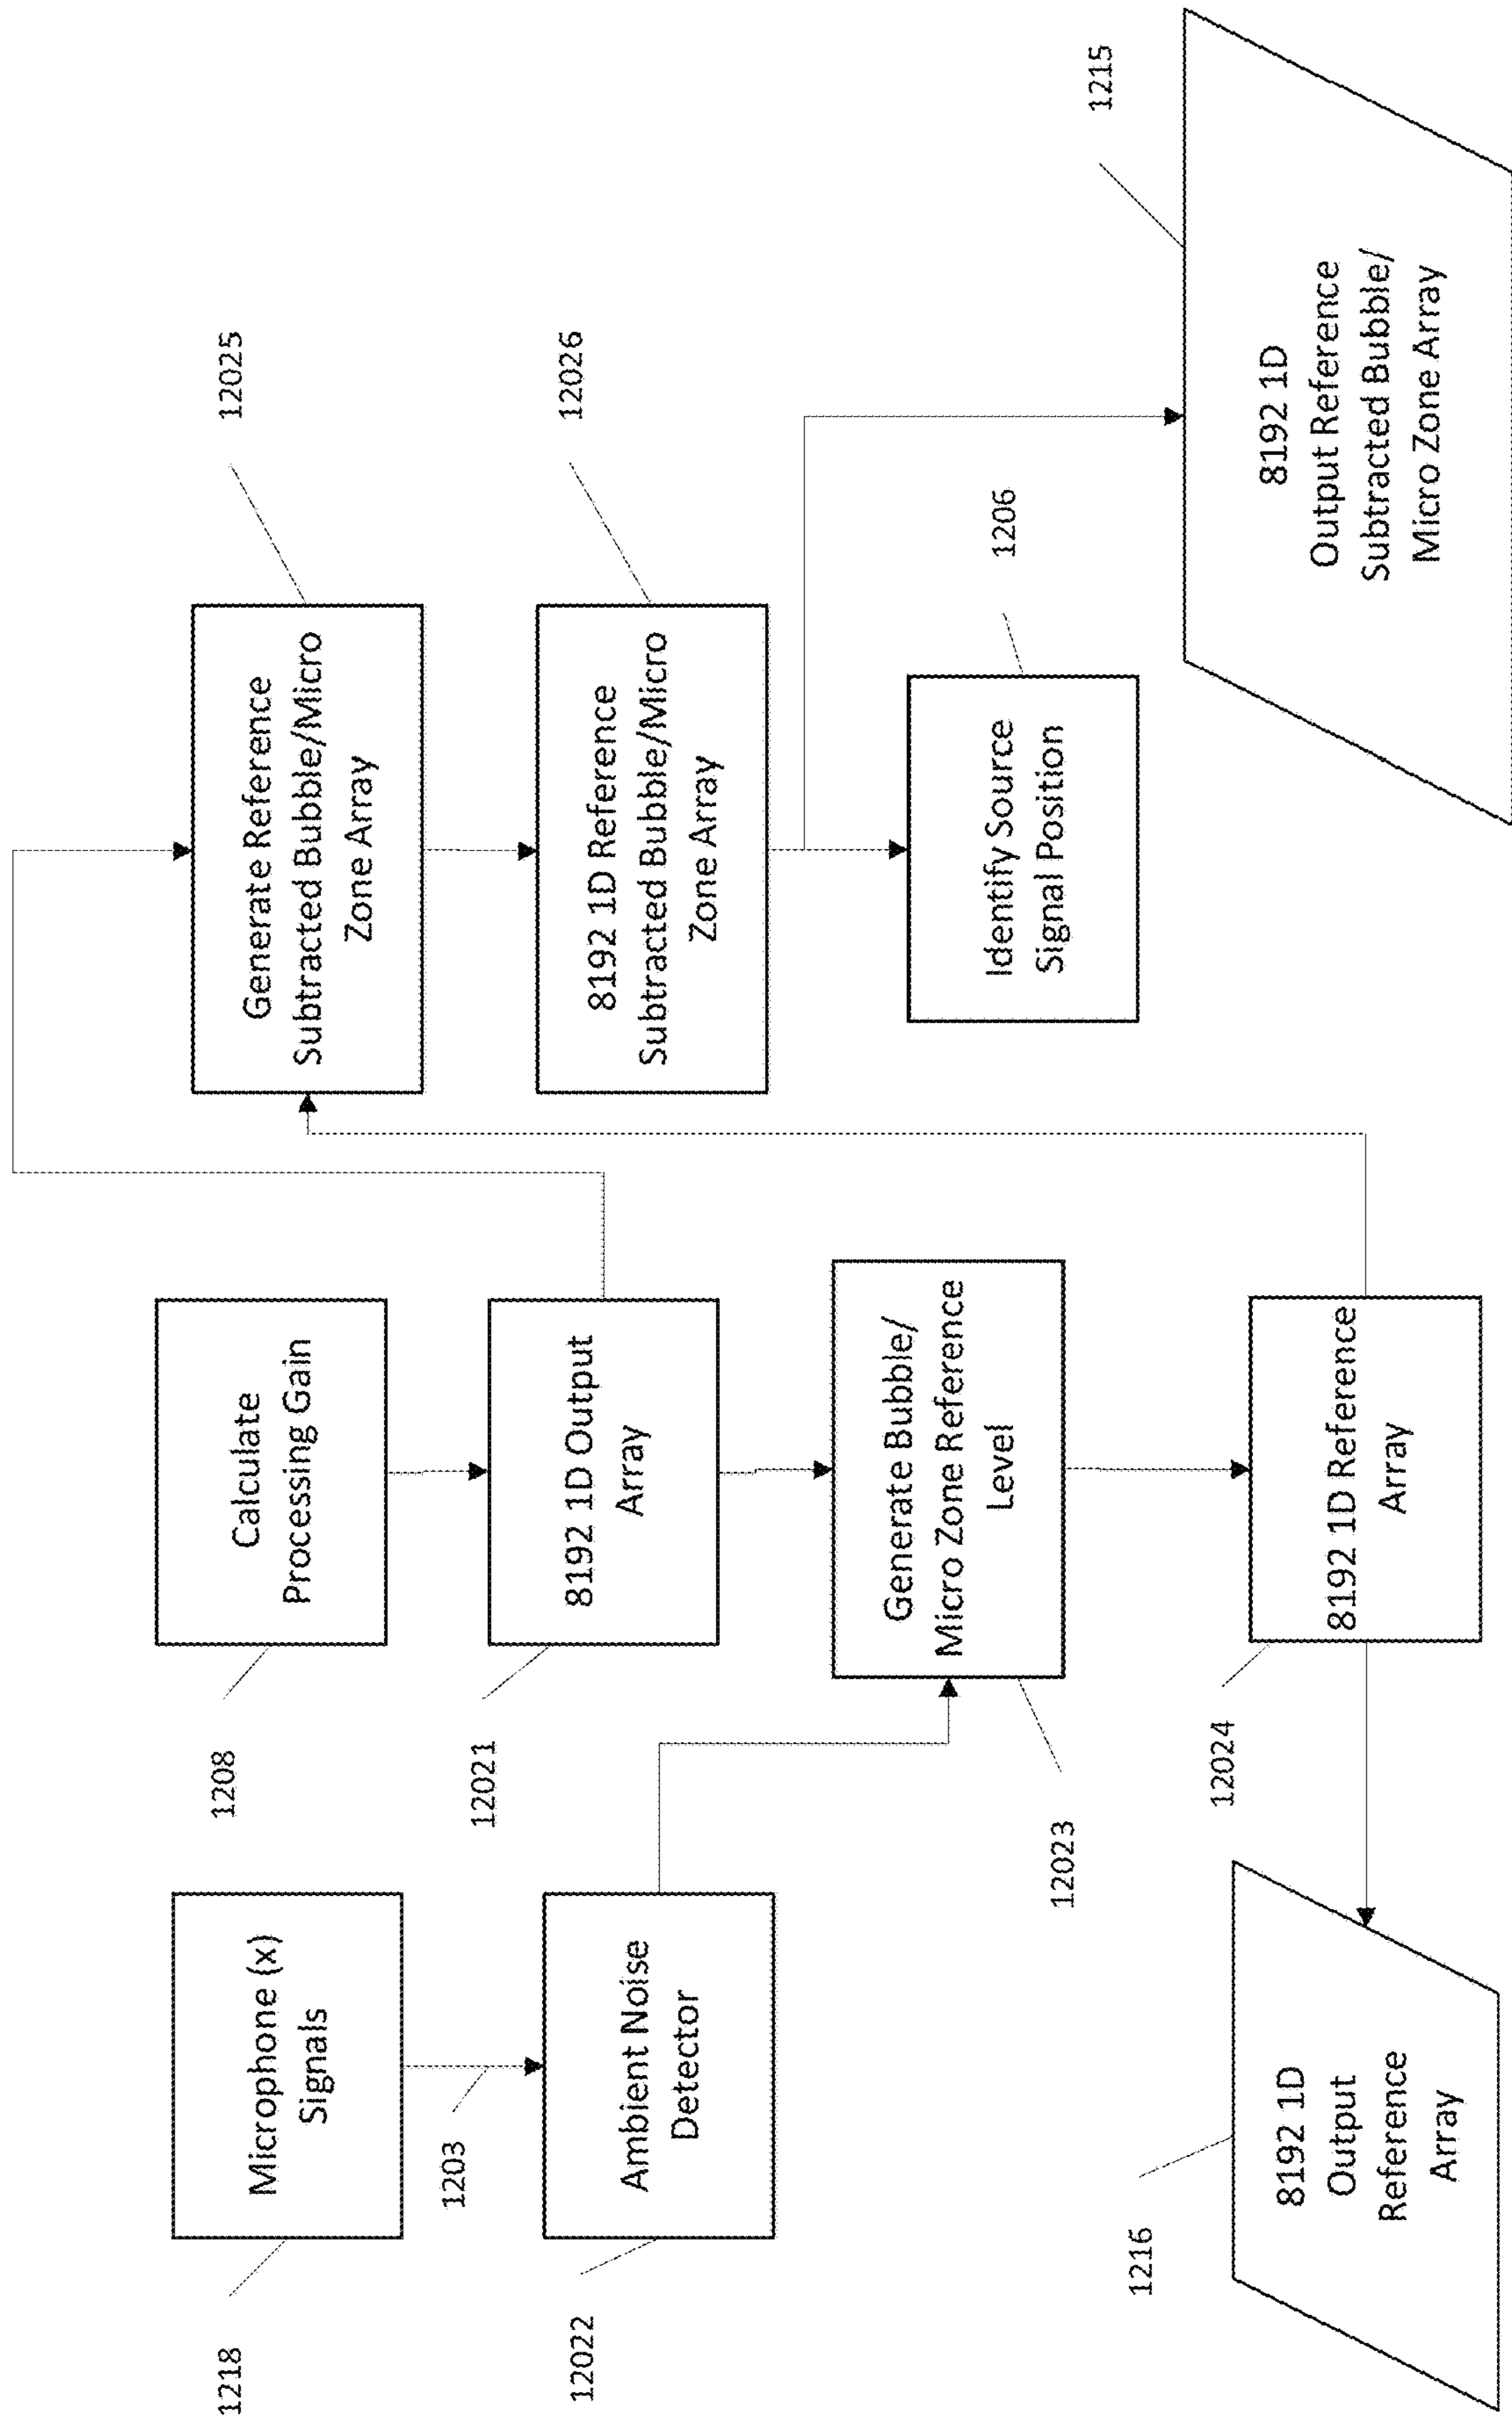 1218
Microphone (x)
Signals
1203
12022
Ambient Noise
Detector
1216
8192 1D
Output
Reference
Array
1208
Calculate
Processing Gain
12021
8192 1D Output
Array
12023
Generate Bubble/
Micro Zone Reference
Level
12024
8192 1D Reference
Array
12025
Generate Reference
Subtracted Bubble/Micro
Zone Array
12026
8192 1D Reference
Subtracted Bubble/Micro
Zone Array
1206
Identify Source
Signal Position
1215
8192 1D
Output Reference
Subtracted Bubble/
Micro Zone Array